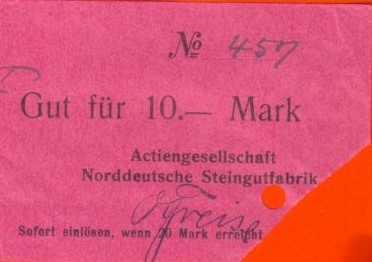 No 457
Gut für 10.— Mark
Actiengesellschaft
Norddeutsche Steingutfabrik
Sofort einlösen, wenn 20 Mark erreicht